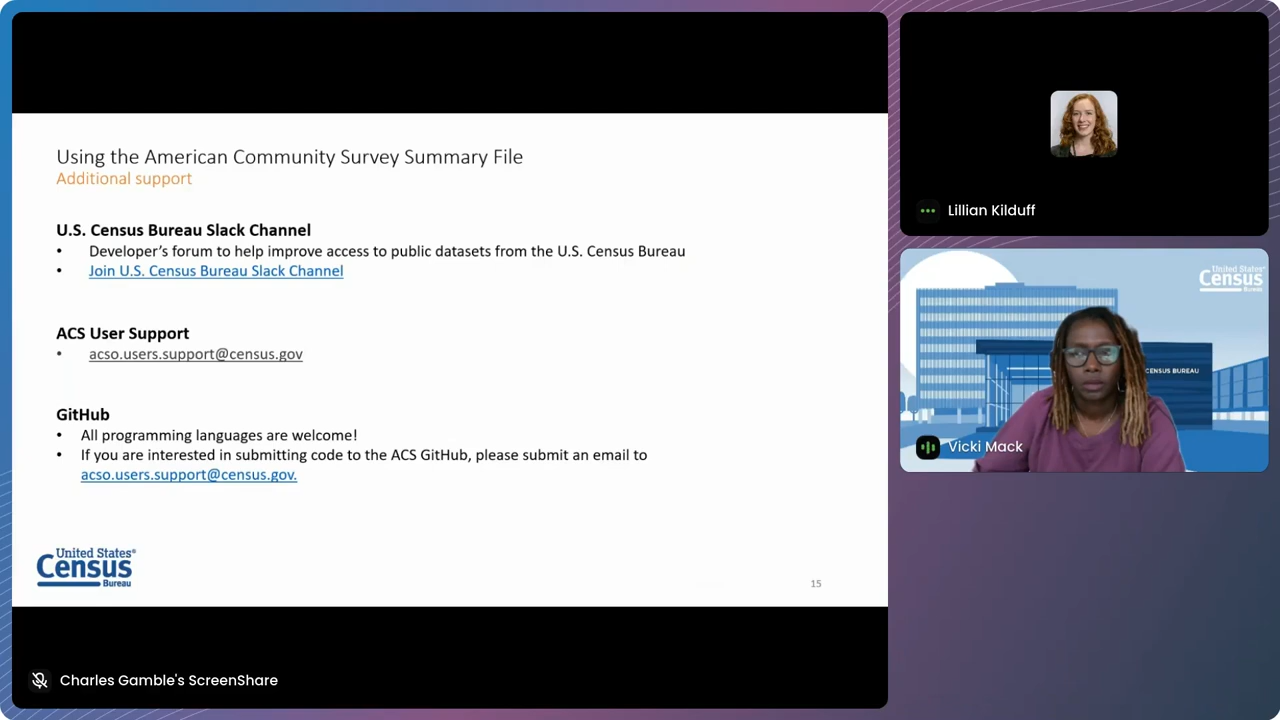 Using the American Community Survey Summary File
Additional support
U.S. Census Bureau Slack Channel
• Developer's forum to help improve access to public datasets from the U.S. Census Bureau
• Join U.S. Census Bureau Slack Channel
ACS User Support
• acso.users.support@census.gov
GitHub
• All programming languages are welcome!
• If you are interested in submitting code to the ACS GitHub, please submit an email to
acso.users.support@census.gov.
United States®
Census
Bureau
15
Charles Gamble's ScreenShare
Lillian Kilduff
United States®
Census
Bureau
CENSUS BUREAU
Vicki Mack